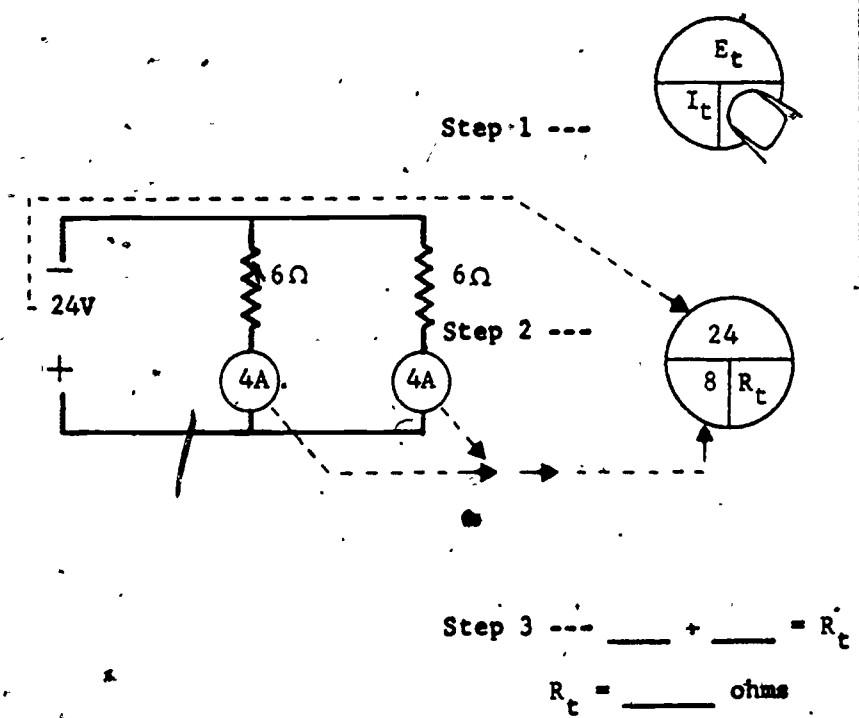 E_t
I_t
Step 1 ---
6Ω 6Ω
24V
Step 2 ---
24
8 R_t
4A 4A
Step 3 --- ____ + ____ = R_t
R_t = ______ ohms